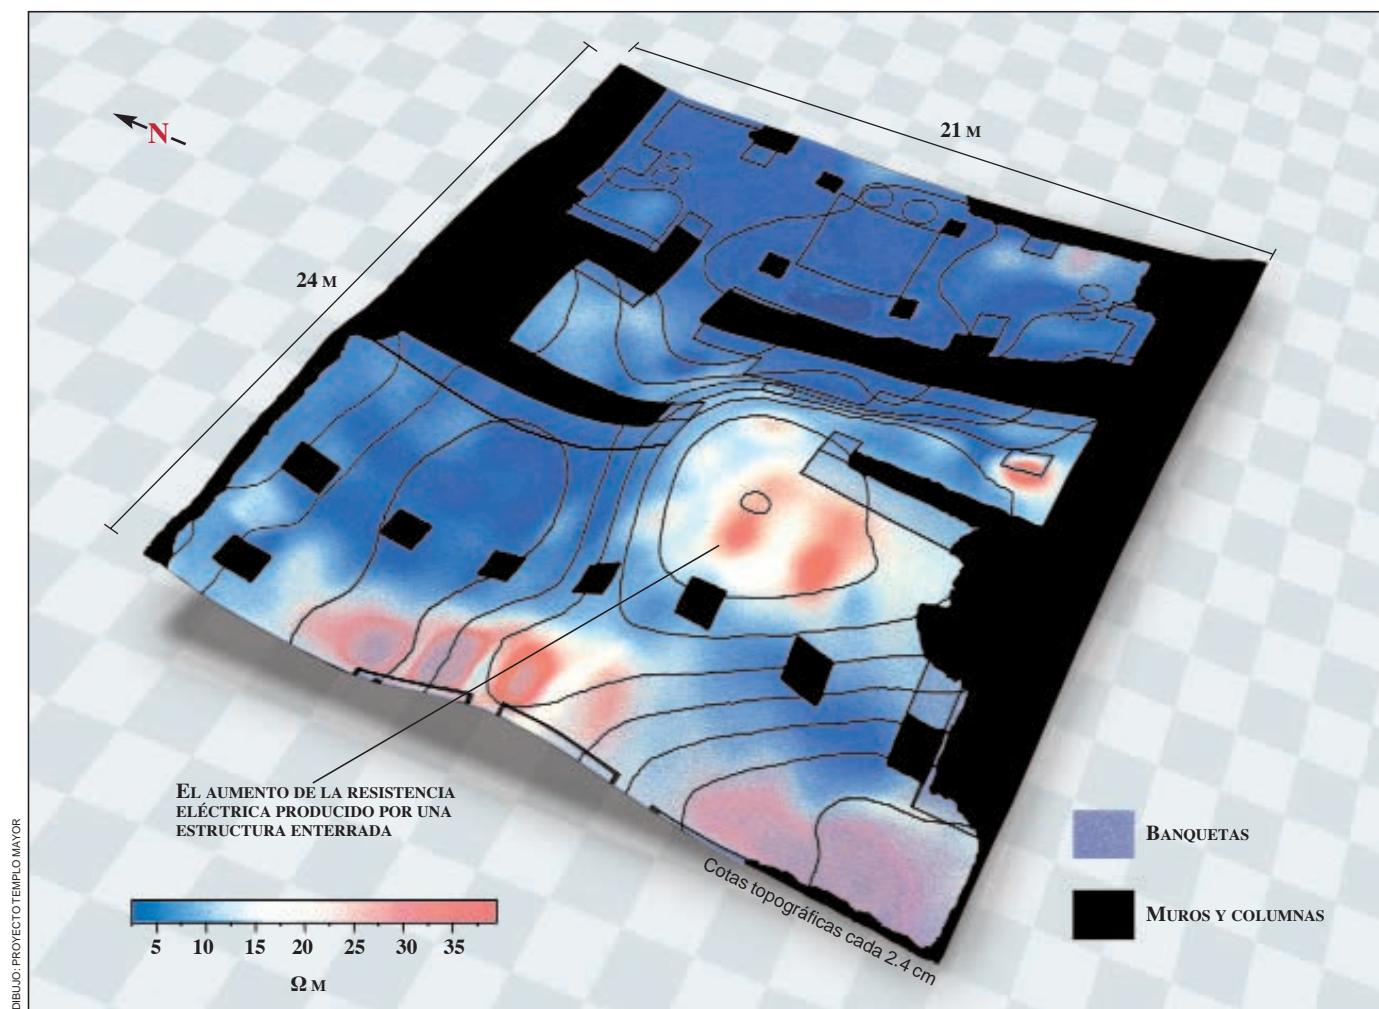 21 M
N
24 M
EL AUMENTO DE LA RESISTENCIA
ELÉCTRICA PRODUCIDO POR UNA
ESTRUCTURA ENTERRADA
BANQUETAS
MUROS Y COLUMNAS
Cotas topográficas cada 2.4 cm
5 10 15 20 25 30 35
Ω M
DIBUJO: PROYECTO TEMPLO MAYOR